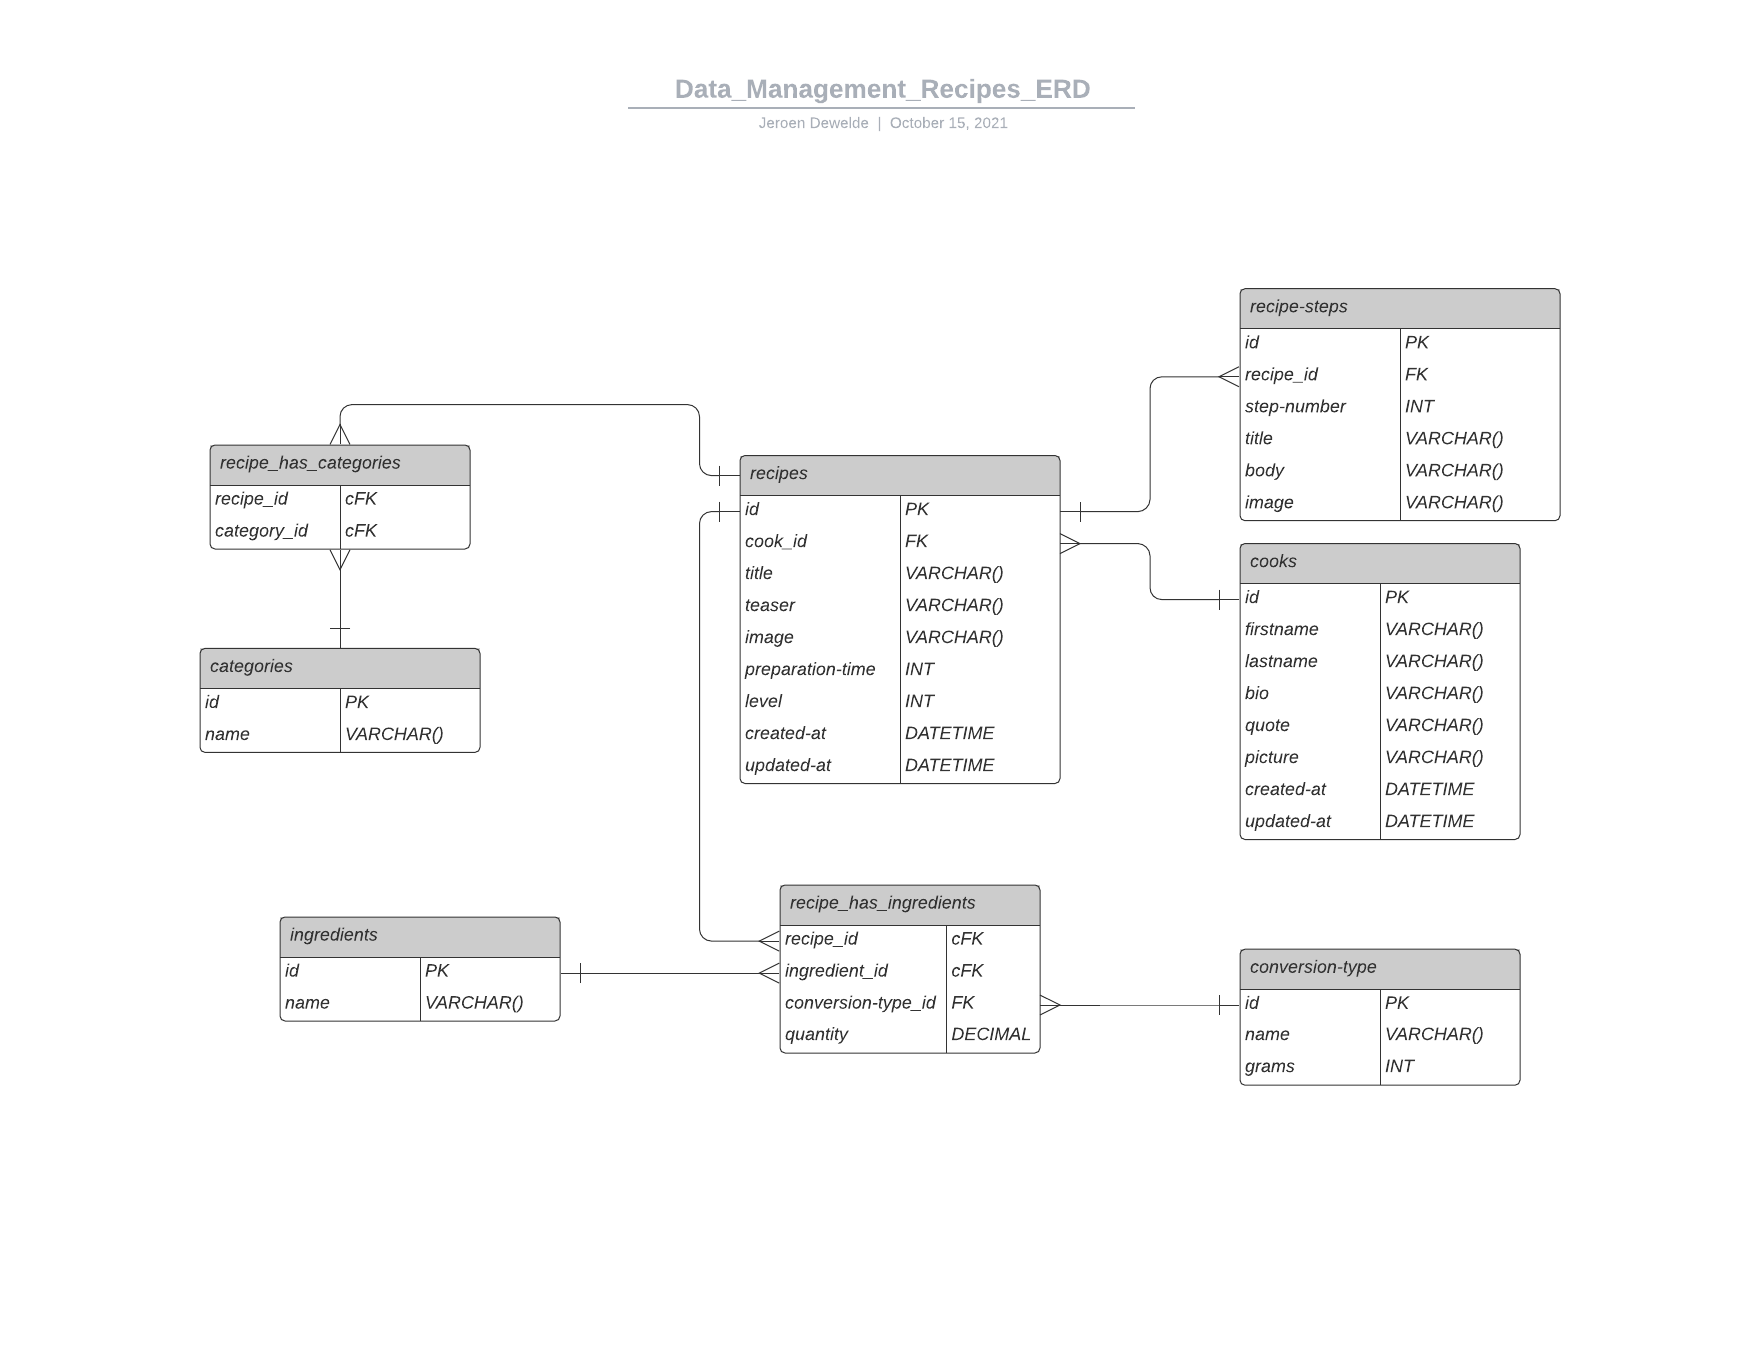 Data_Management_Recipes_ERD
Jeroen Dewelde | October 15, 2021
recipe-steps
id PK
recipe_id FK
step-number INT
title VARCHAR()
body VARCHAR()
image VARCHAR()
recipe_has_categories
recipe_id cFK
category_id cFK
recipes
id PK
cook_id FK
title VARCHAR()
teaser VARCHAR()
image VARCHAR()
preparation-time INT
level INT
created-at DATETIME
updated-at DATETIME
cooks
id PK
firstname VARCHAR()
lastname VARCHAR()
bio VARCHAR()
quote VARCHAR()
picture VARCHAR()
created-at DATETIME
updated-at DATETIME
categories
id PK
name VARCHAR()
ingredients
id PK
name VARCHAR()
recipe_has_ingredients
recipe_id cFK
ingredient_id cFK
conversion-type_id FK
quantity DECIMAL
conversion-type
id PK
name VARCHAR()
grams INT